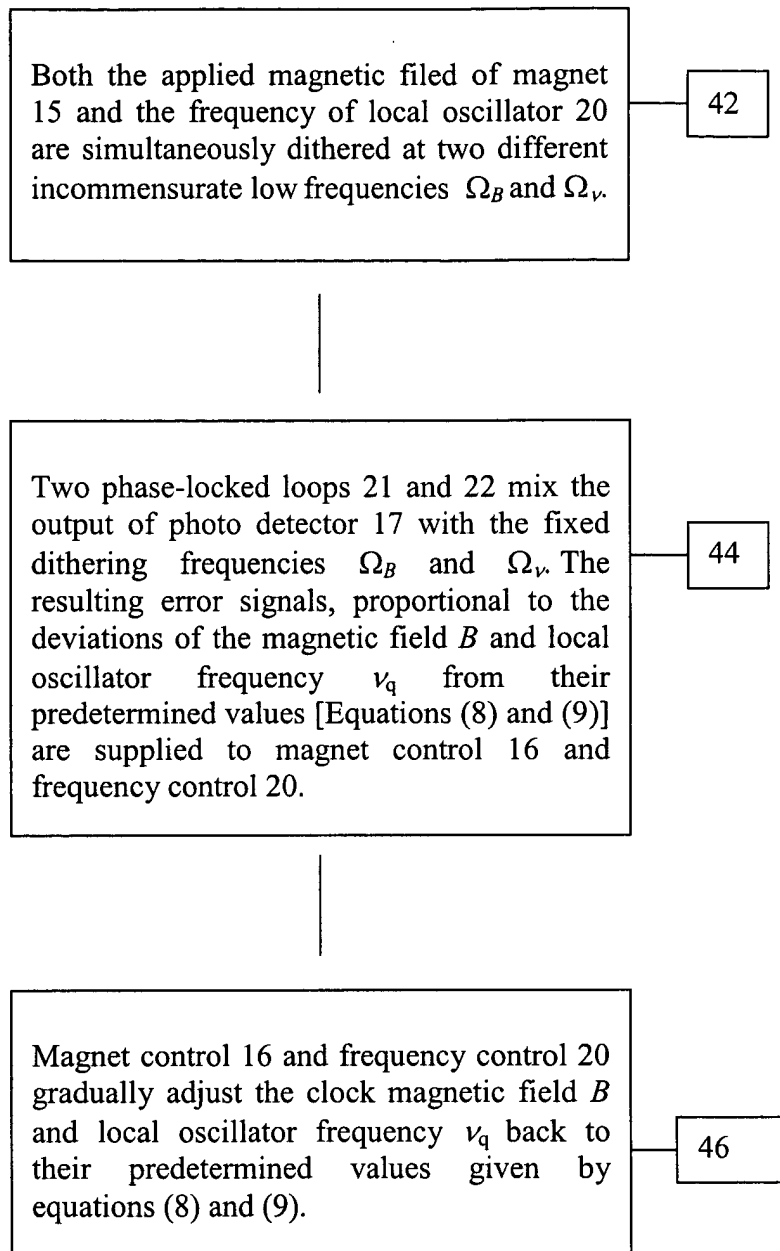 Both the applied magnetic filed of magnet
15 and the frequency of local oscillator 20
are simultaneously dithered at two different
incommensurate low frequencies Ω_B and Ω_ν.
42
Two phase-locked loops 21 and 22 mix the
output of photo detector 17 with the fixed
dithering frequencies Ω_B and Ω_ν. The
resulting error signals, proportional to the
deviations of the magnetic field B and local
oscillator frequency ν_q from their
predetermined values [Equations (8) and (9)]
are supplied to magnet control 16 and
frequency control 20.
44
Magnet control 16 and frequency control 20
gradually adjust the clock magnetic field B
and local oscillator frequency ν_q back to
their predetermined values given by
equations (8) and (9).
46